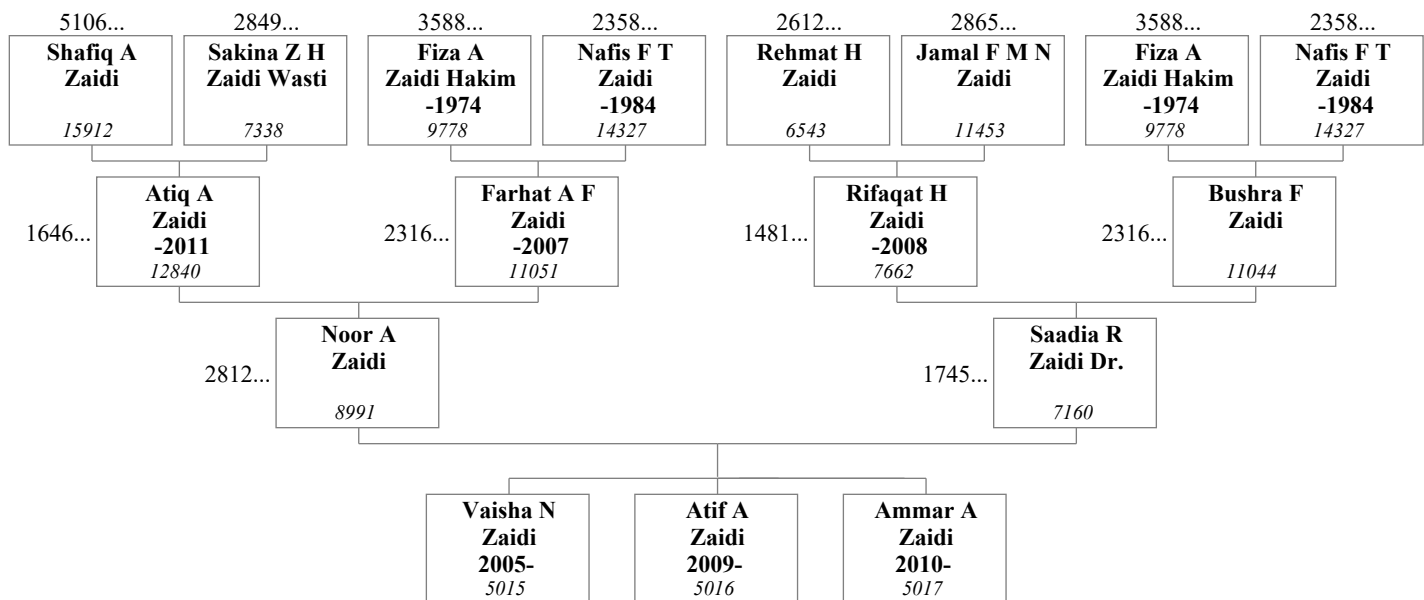 5106... 2849... 3588... 2358... 2612... 2865... 3588... 2358...
Shafiq A
Zaidi
15912
Sakina Z H
Zaidi Wasti
7338
Fiza A
Zaidi Hakim
-1974
9778
Nafis F T
Zaidi
-1984
14327
Rehmat H
Zaidi
6543
Jamal F M N
Zaidi
11453
Fiza A
Zaidi Hakim
-1974
9778
Nafis F T
Zaidi
-1984
14327
1646...
Atiq A
Zaidi
-2011
12840
2316...
Farhat A F
Zaidi
-2007
11051
1481...
Rifaqat H
Zaidi
-2008
7662
2316...
Bushra F
Zaidi
11044
2812...
Noor A
Zaidi
8991
1745...
Saadia R
Zaidi Dr.
7160
Vaisha N
Zaidi
2005-
5015
Atif A
Zaidi
2009-
5016
Ammar A
Zaidi
2010-
5017